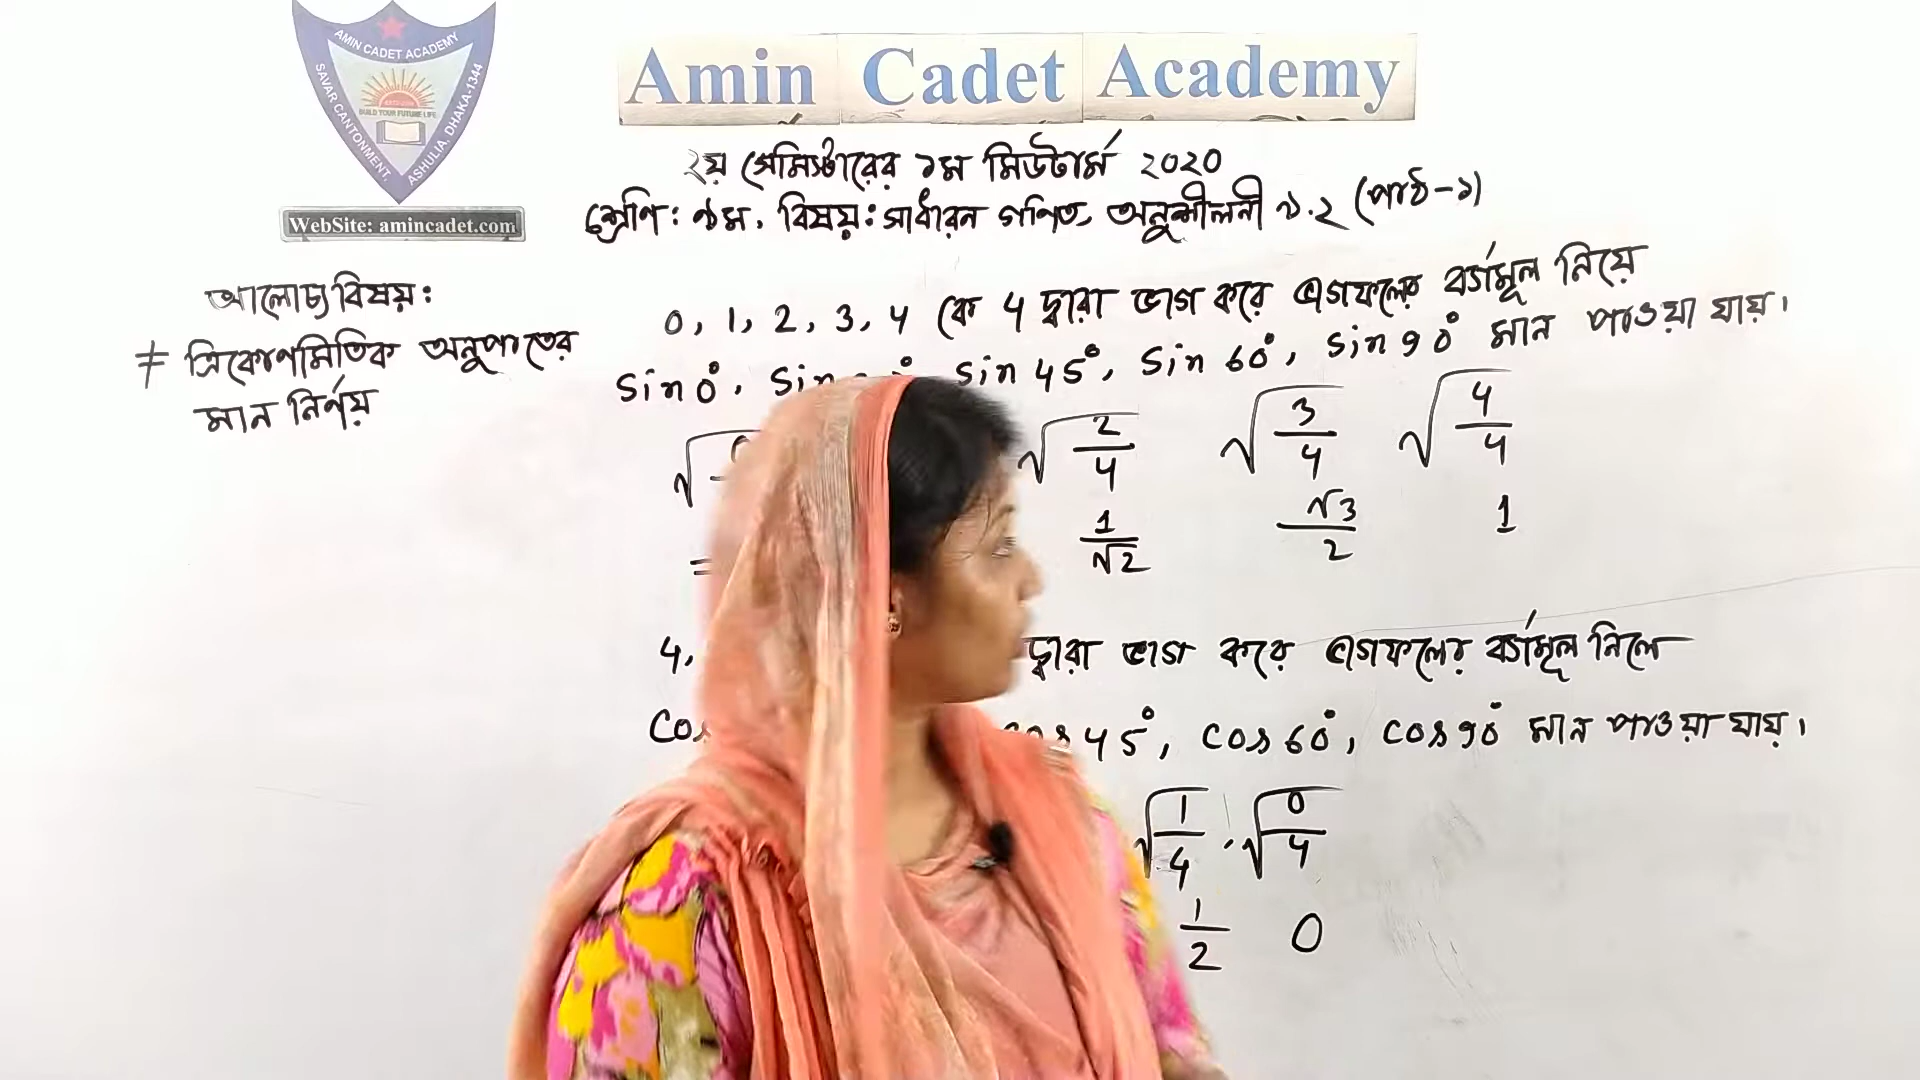 AMIN CADET ACADEMY
SAVAR CANTONMENT,
ASHULIA, DHAKA-1344
BUILD YOUR FUTURE LIFE
WebSite: amincadet.com
Amin Cadet Academy
২য় সেমিস্টারের ১ম মিডটার্ম ২০২০
শ্রেণি: ৯ম, বিষয়: সাধারন গণিত, অনুশীলনী ৯.২ (পাঠ-১)
আলোচ্য বিষয়:
≠ ত্রিকোণমিতিক অনুপাতের
মান নির্ণয়
0, 1, 2, 3, 4 কে 4 দ্বারা ভাগ করে ভাগফলের বর্গমূল নিয়ে
sin 0°, sin 45°, sin 60°, sin 90° মান পাওয়া যায়।
√2/4 √3/4 √4/4
1/√2 √3/2 1
4, দ্বারা ভাগ করে ভাগফলের বর্গমূল নিলে
cos 45°, cos 60°, cos 90° মান পাওয়া যায়।
√1/4 , √0/4
1/2 0